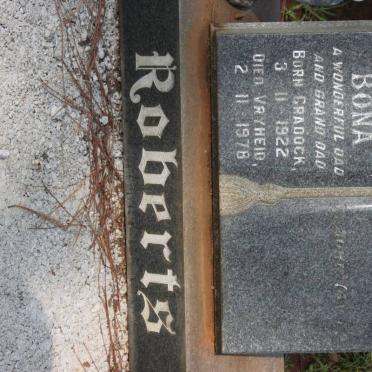 BONA
A WONDERFUL DAD
AND GRAND DAD
BORN CRADOCK,
3 11 1922
DIED VRYHEID,
2 11 1978
Roberts